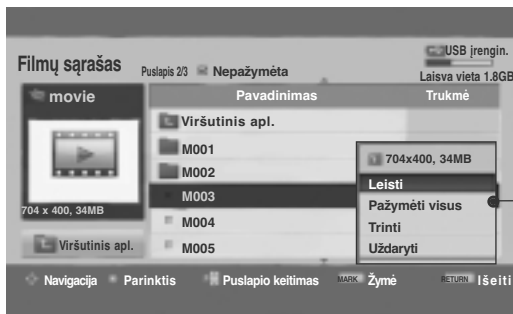 USB įrengin.
Filmų sąrašas Puslapis 2/3 Nepažymėta Laisva vieta 1.8GB
movie Pavadinimas Trukmė
Viršutinis apl.
M001
M002
M003
M004
M005
704 x 400, 34MB
Viršutinis apl.
704x400, 34MB
Leisti
Pažymėti visus
Trinti
Uždaryti
Navigacija Parinktis Puslapio keitimas MARK Žymė RETURN Išeiti